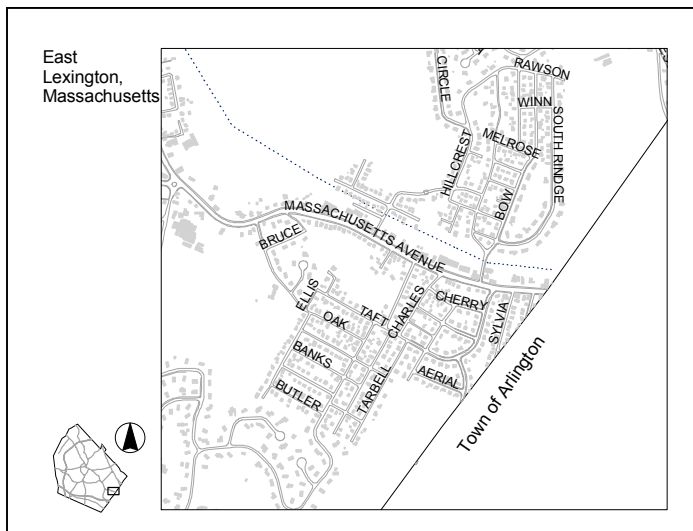 East
Lexington,
Massachusetts
CIRCLE
RAWSON
WINN
SOUTH RINDGE
MELROSE
HILLCREST
BOW
MASSACHUSETTS AVENUE
BRUCE
ELLIS
CHERRY
CHARLES
TAFT
SYLVIA
OAK
BANKS
AERIAL
TARBELL
BUTLER
Town of Arlington